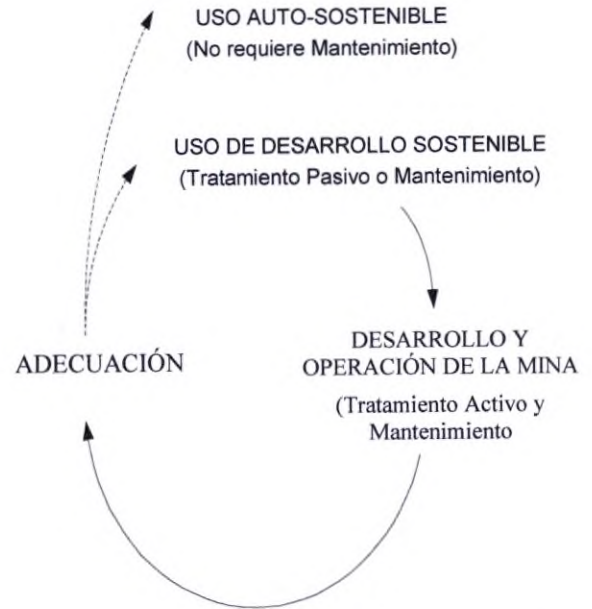 USO AUTO-SOSTENIBLE
(No requiere Mantenimiento)
USO DE DESARROLLO SOSTENIBLE
(Tratamiento Pasivo o Mantenimiento)
ADECUACIÓN
DESARROLLO Y
OPERACIÓN DE LA MINA
(Tratamiento Activo y
Mantenimiento